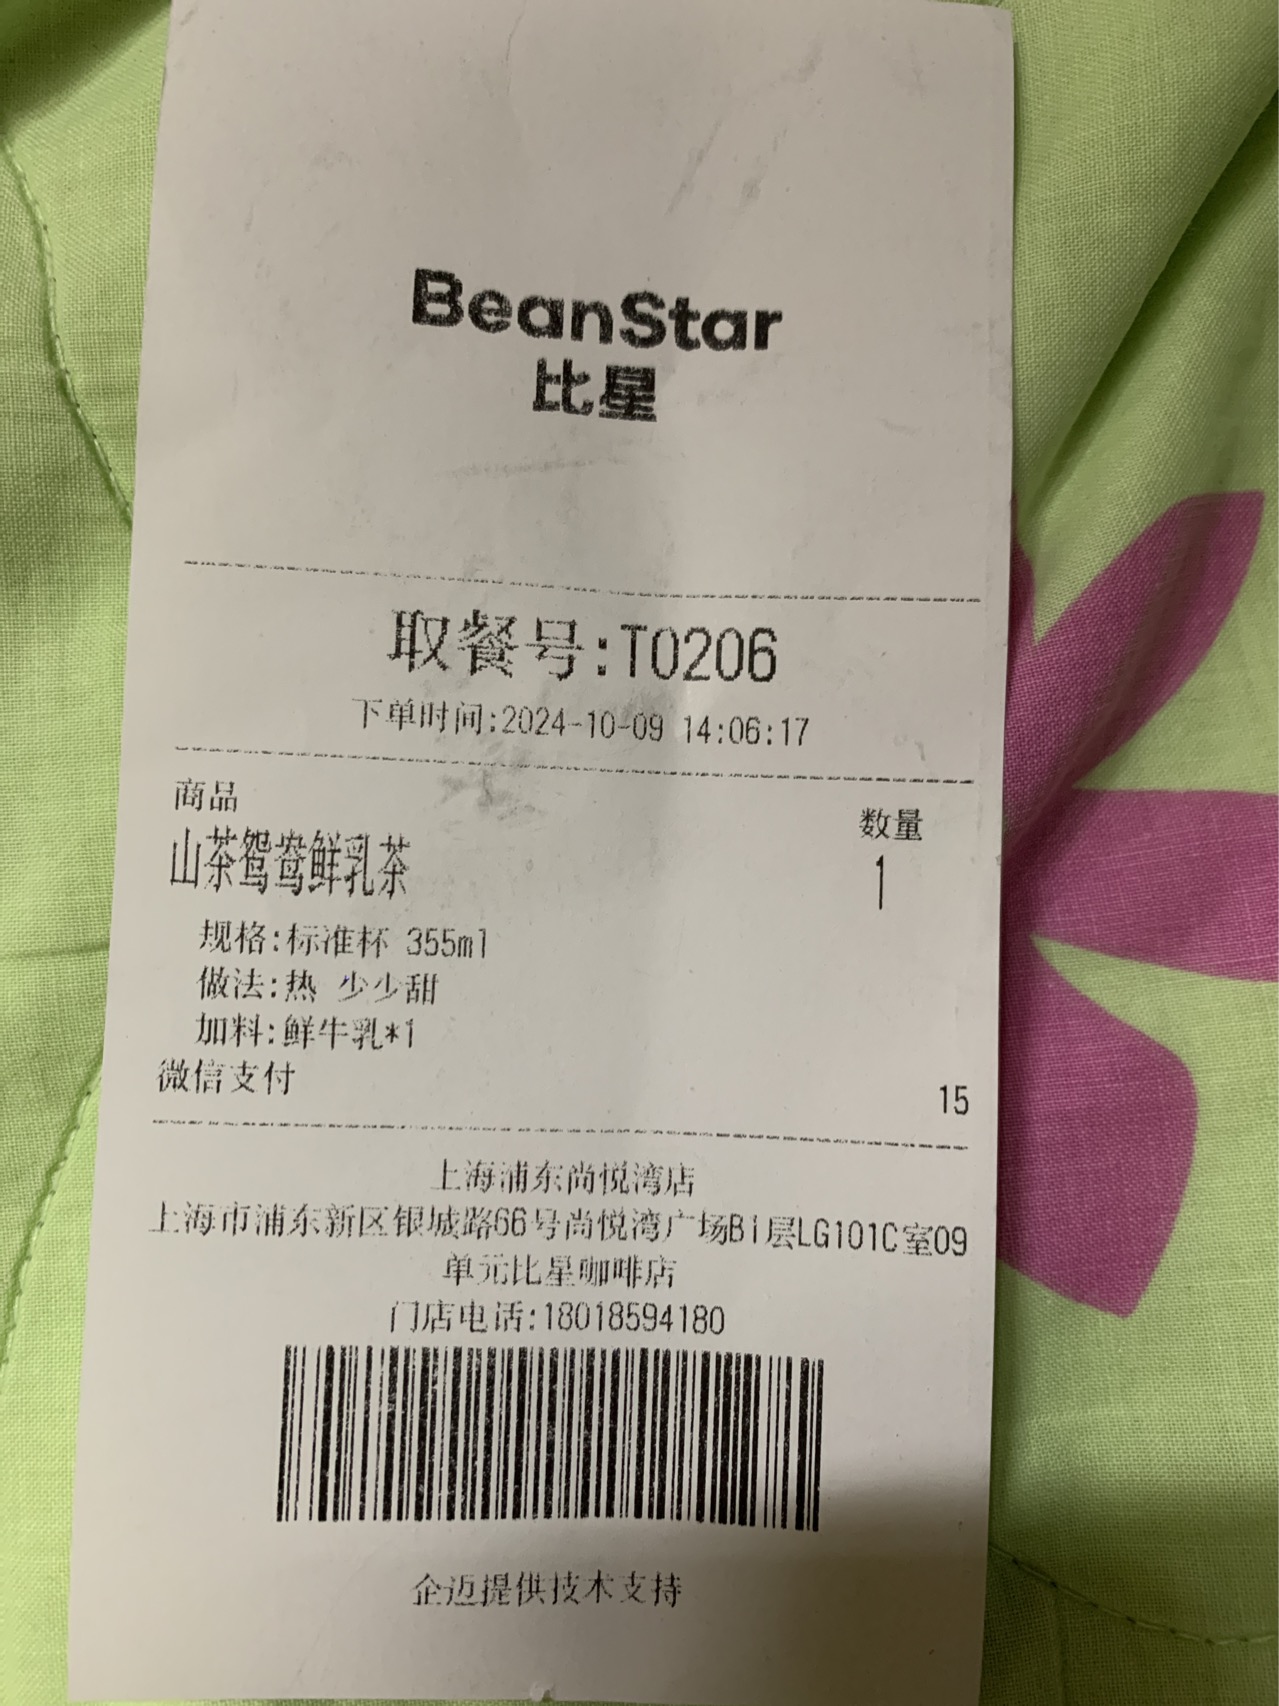 BeanStar
比星
取餐号:T0206
下单时间:2024-10-09 14:06:17
商品 数量
山茶鸳鸯鲜乳茶 1
规格:标准杯 355ml
做法:热 少少甜
加料:鲜牛乳*1
微信支付 15
上海浦东尚悦湾店
上海市浦东新区银城路66号尚悦湾广场B1层LG101C室09
单元比星咖啡店
门店电话:18018594180
企迈提供技术支持